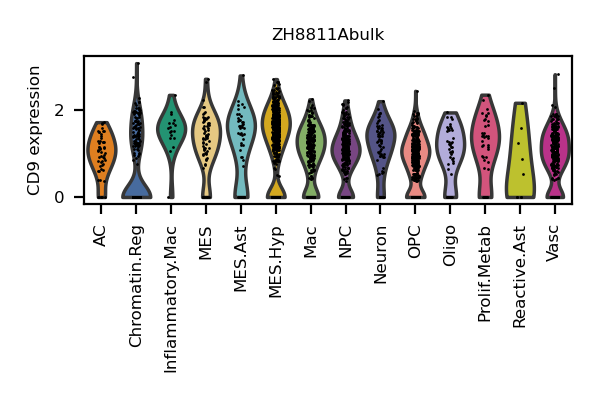 ZH8811Abulk
CD9 expression
2
0
AC
Chromatin.Reg
Inflammatory.Mac
MES
MES.Ast
MES.Hyp
Mac
NPC
Neuron
OPC
Oligo
Prolif.Metab
Reactive.Ast
Vasc